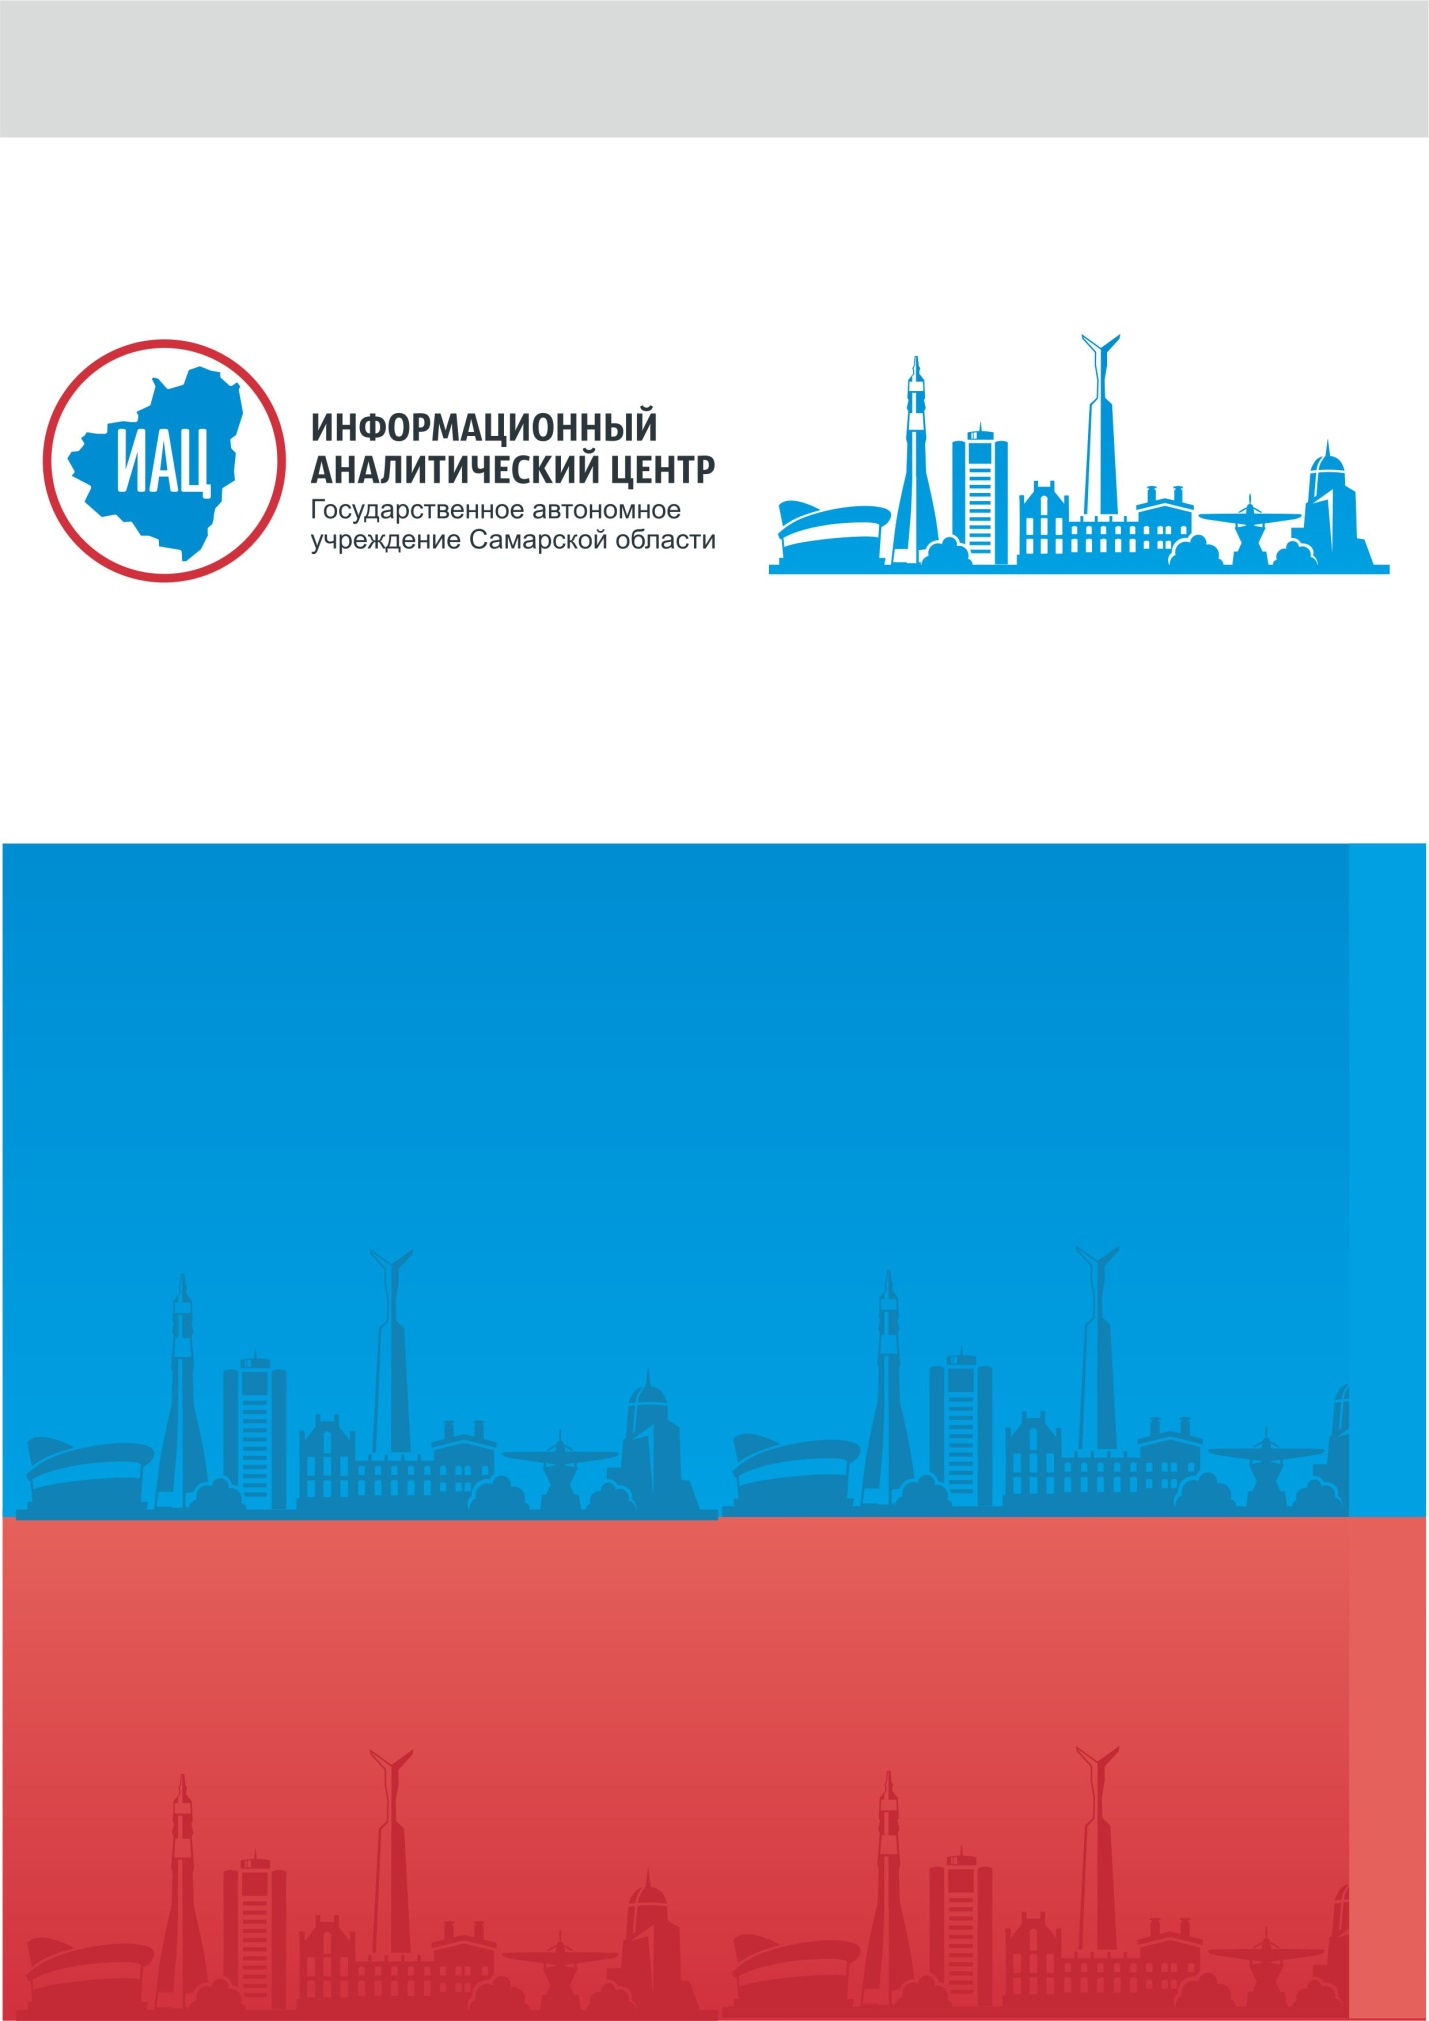 ИАЦ
ИНФОРМАЦИОННЫЙ
АНАЛИТИЧЕСКИЙ ЦЕНТР
Государственное автономное
учреждение Самарской области